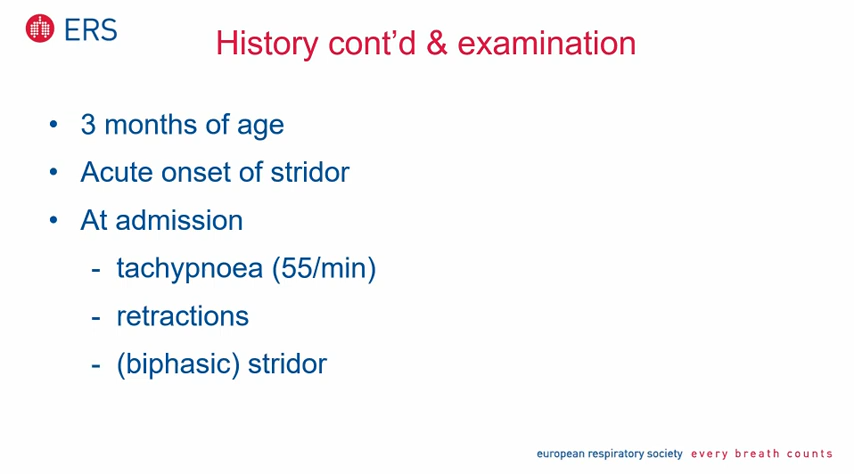 ERS
History cont'd & examination
• 3 months of age
• Acute onset of stridor
• At admission
- tachypnoea (55/min)
- retractions
- (biphasic) stridor
european respiratory society every breath counts